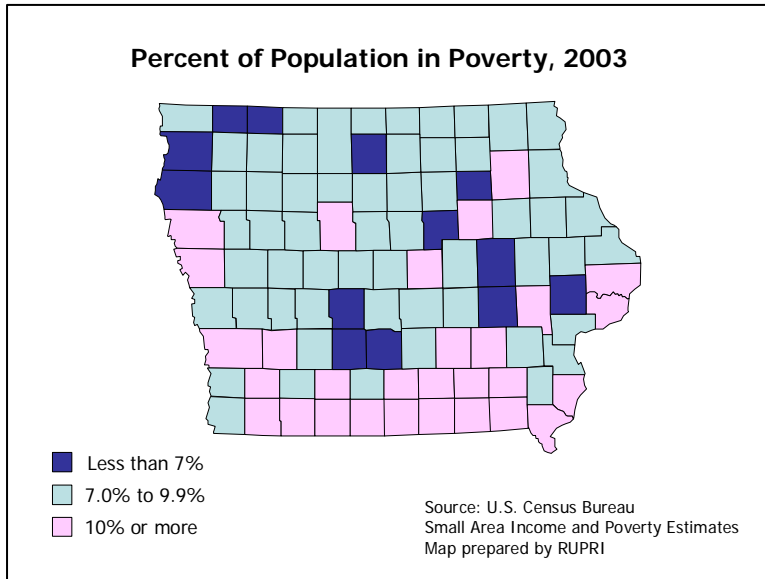 Percent of Population in Poverty, 2003
Less than 7%
7.0% to 9.9%
10% or more
Source: U.S. Census Bureau
Small Area Income and Poverty Estimates
Map prepared by RUPRI